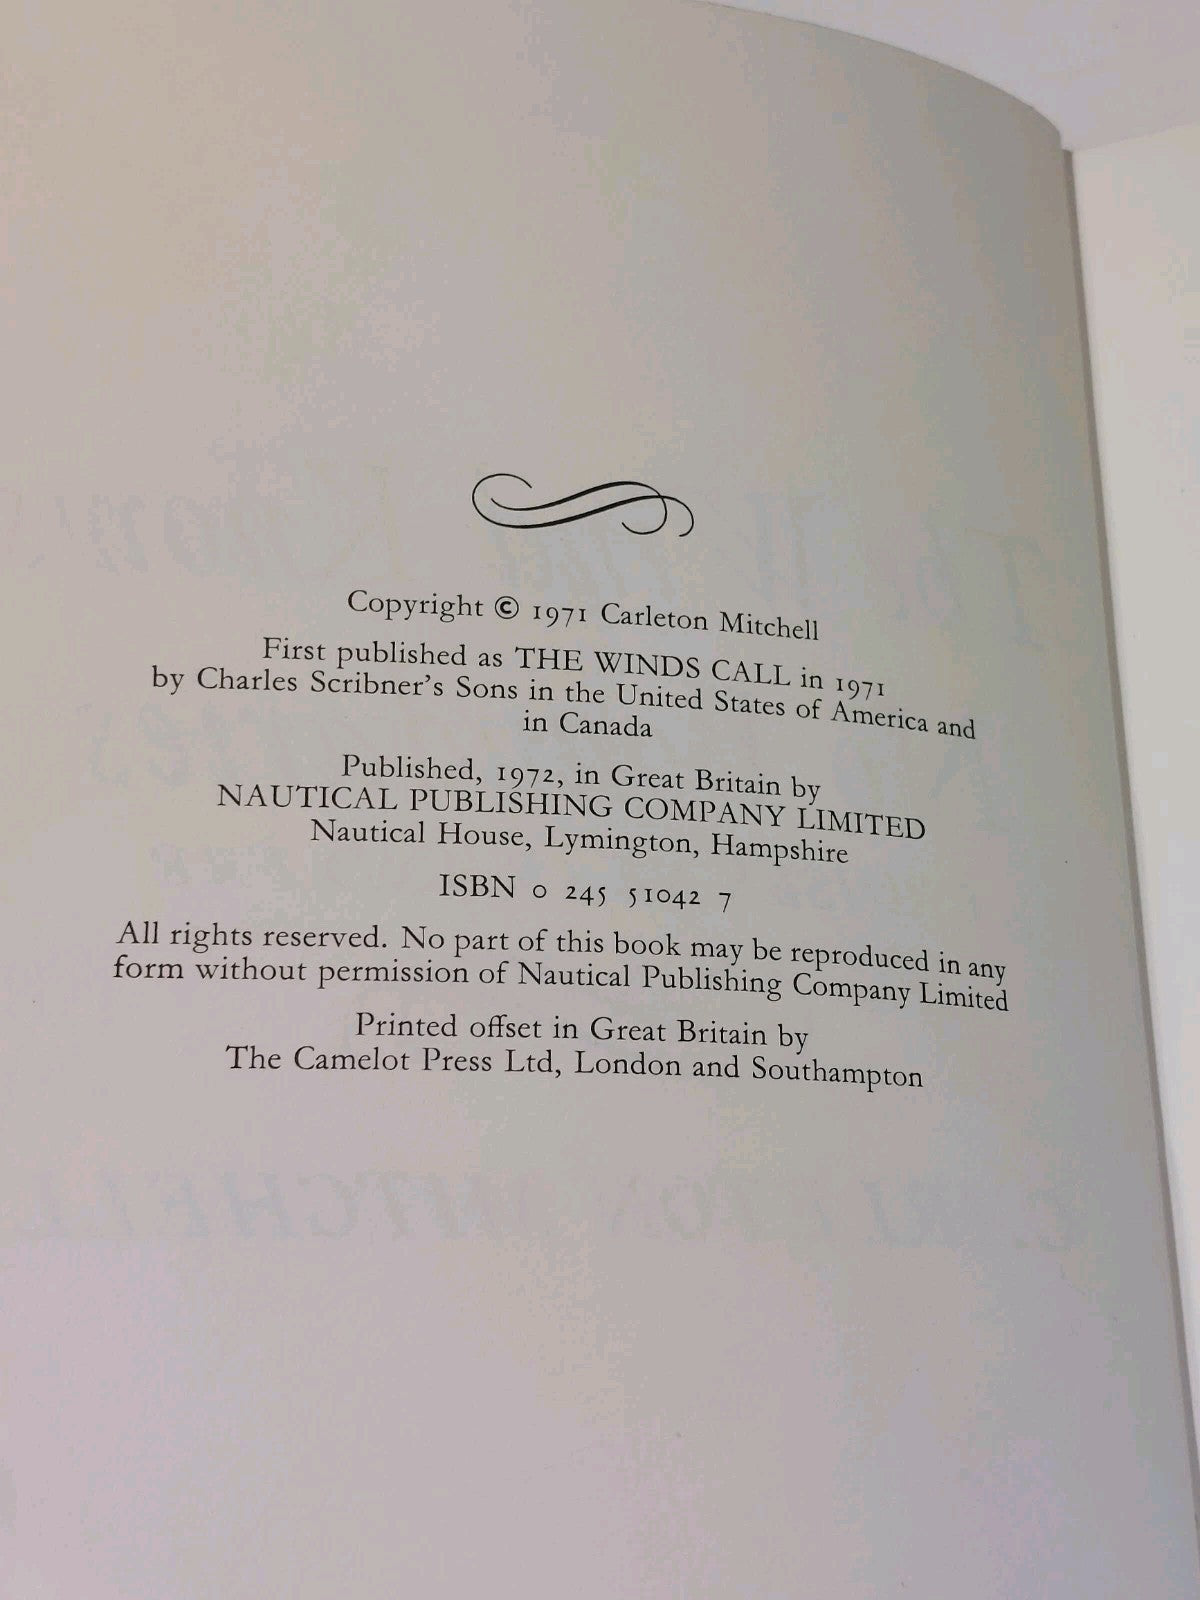 Copyright © 1971 Carleton Mitchell
First published as THE WINDS CALL in 1971
by Charles Scribner's Sons in the United States of America and
in Canada
Published, 1972, in Great Britain by
NAUTICAL PUBLISHING COMPANY LIMITED
Nautical House, Lymington, Hampshire
ISBN 0 245 51042 7
All rights reserved. No part of this book may be reproduced in any
form without permission of Nautical Publishing Company Limited
Printed offset in Great Britain by
The Camelot Press Ltd, London and Southampton